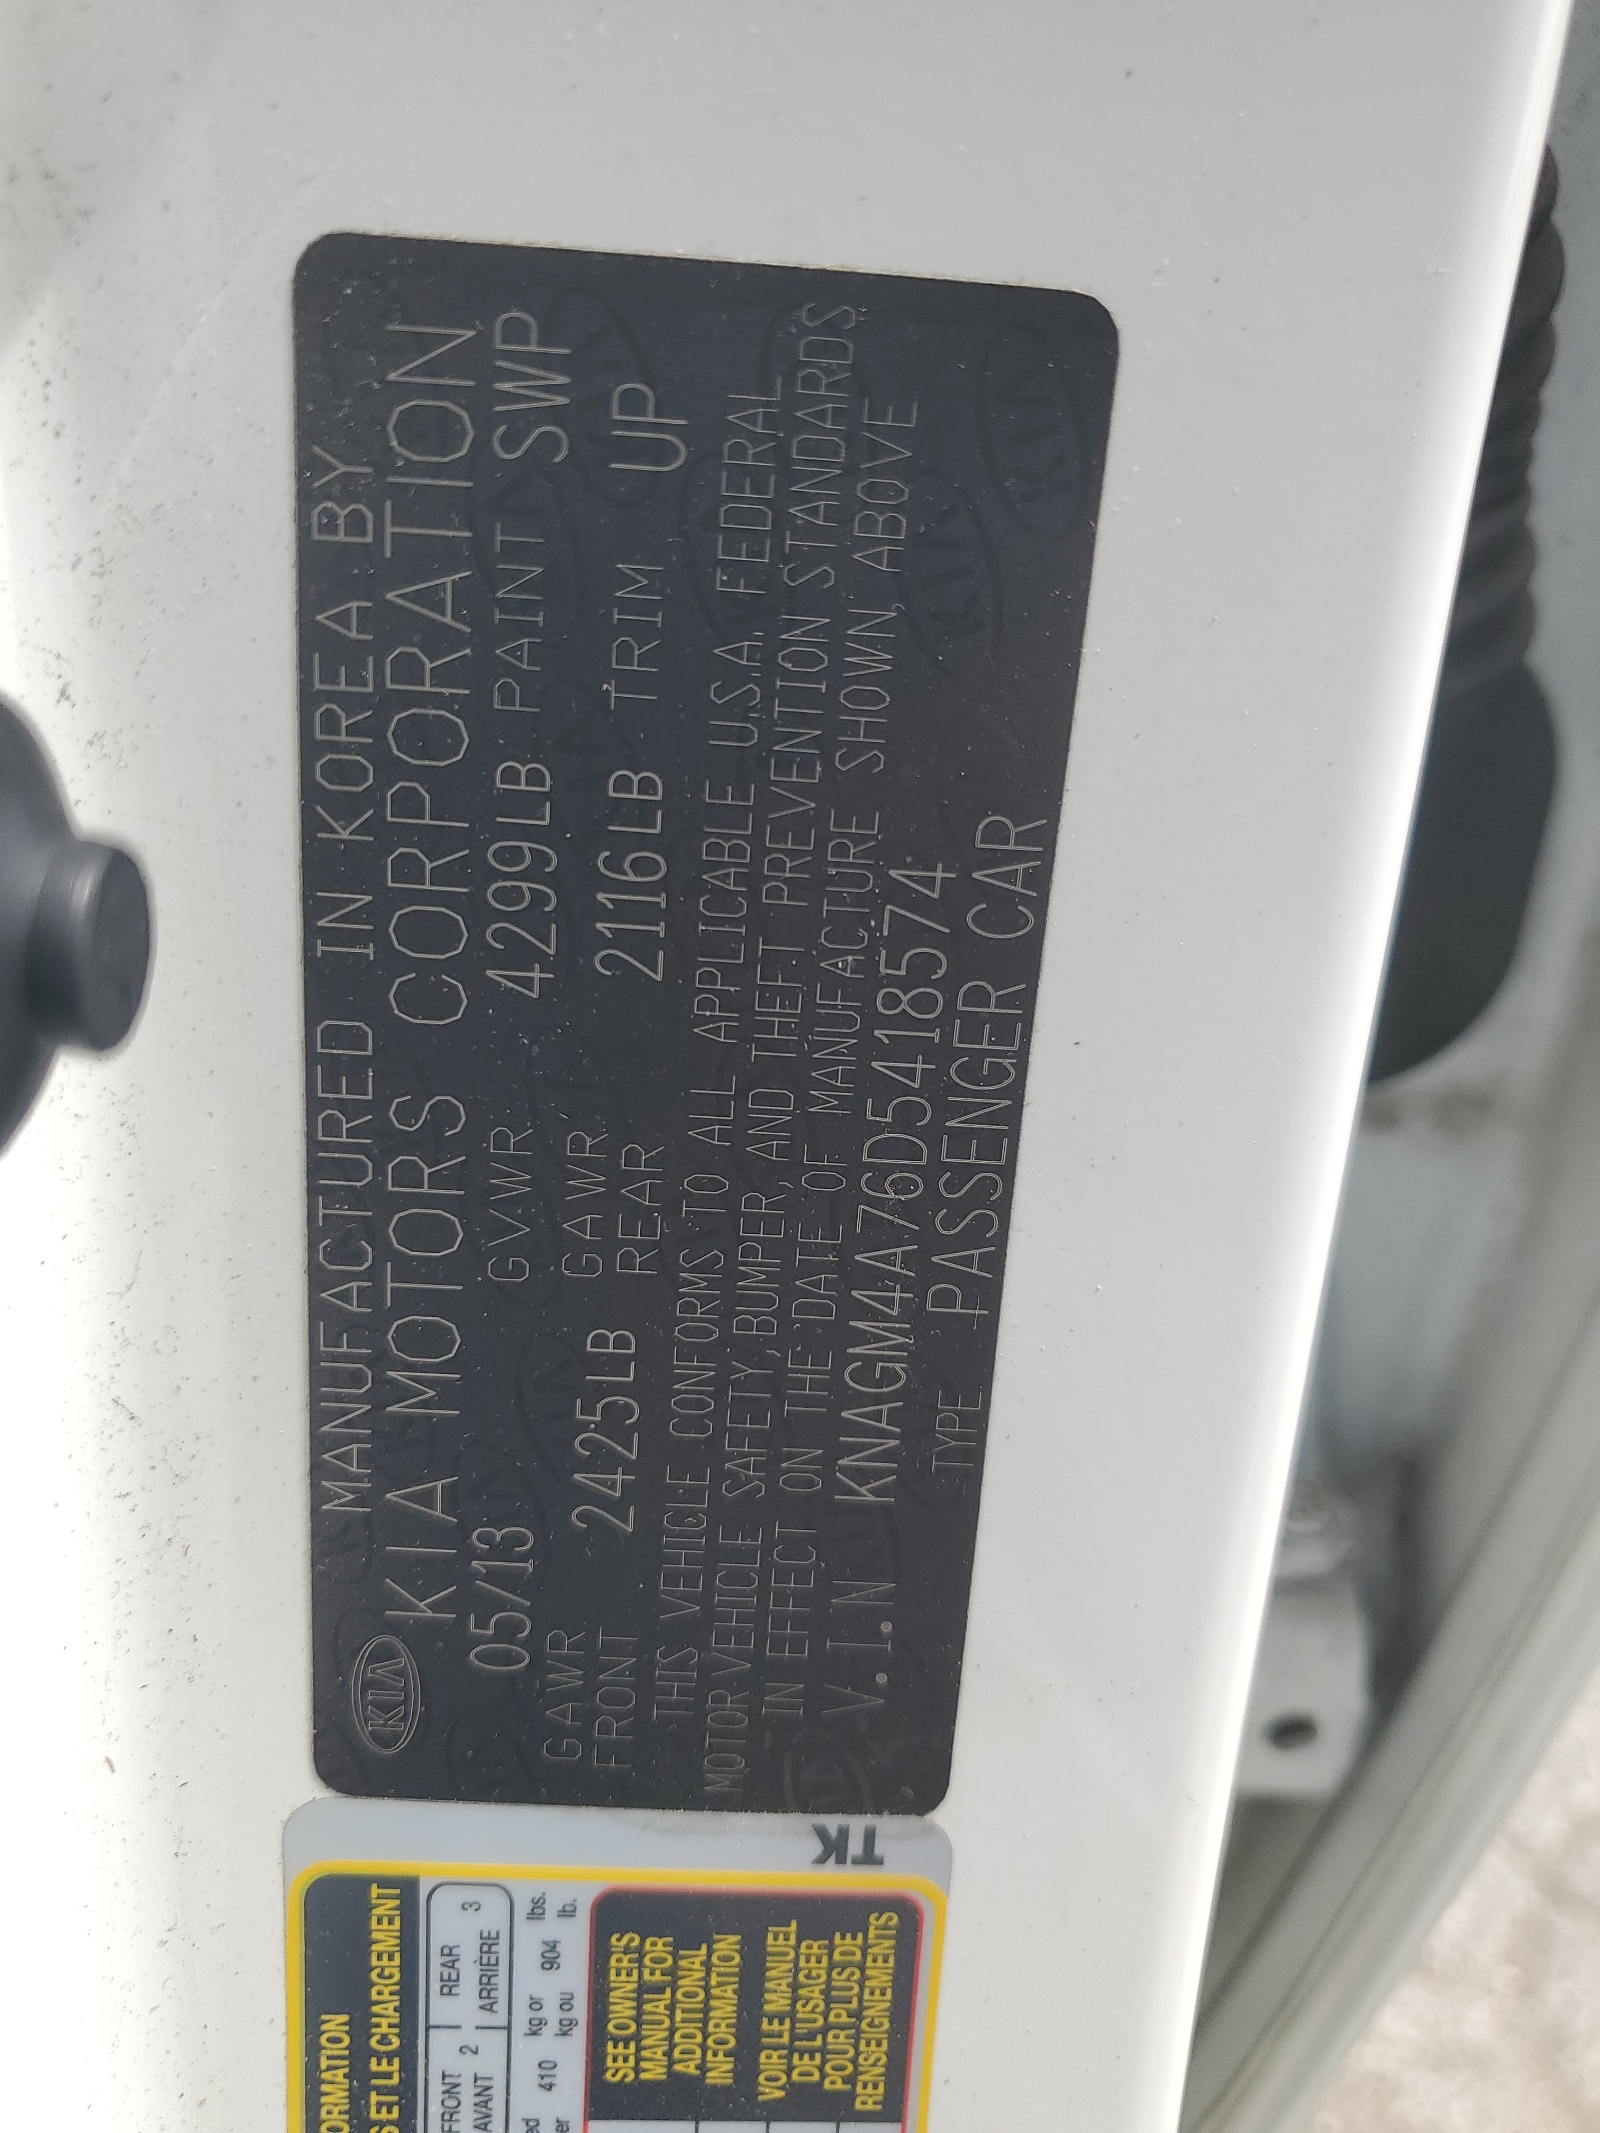 MANUFACTURED IN KOREA BY
KIA KIA MOTORS CORPORATION
05/13 GVWR 4299LB PAINT SWP
GAWR FRONT 2425LB GAWR REAR 2116LB TRIM UP
THIS VEHICLE CONFORMS TO ALL APPLICABLE U.S.A. FEDERAL
MOTOR VEHICLE SAFETY, BUMPER, AND THEFT PREVENTION STANDARDS
IN EFFECT ON THE DATE OF MANUFACTURE SHOWN ABOVE
V.I.N KNAGM4A76D5418574
TYPE PASSENGER CAR
TK
ET LE CHARGEMENT
FRONT 2 REAR 3
AVANT ARRIÈRE
410 kg or 904 lbs.
kg ou lb.
SEE OWNER'S
MANUAL FOR
ADDITIONAL
INFORMATION
VOIR LE MANUEL
DE L'USAGER
POUR PLUS DE
RENSEIGNEMENTS